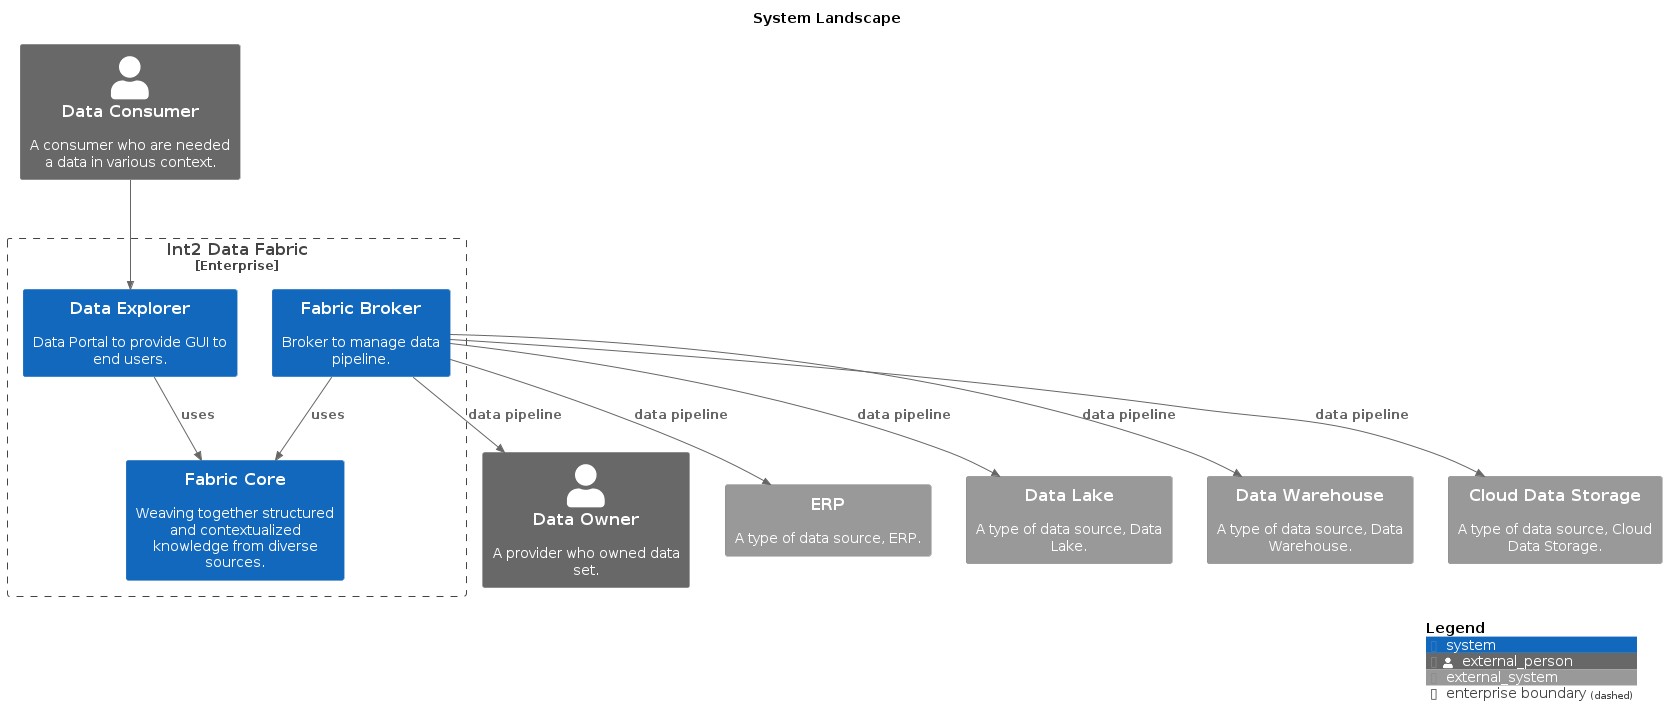 System Landscape
Data Consumer
A consumer who are needed
a data in various context.
Int2 Data Fabric
[Enterprise]
Data Explorer
Data Portal to provide GUI to
end users.
Fabric Broker
Broker to manage data
pipeline.
uses
uses
data pipeline
data pipeline
data pipeline
data pipeline
data pipeline
Fabric Core
Weaving together structured
and contextualized
knowledge from diverse
sources.
Data Owner
A provider who owned data
set.
ERP
A type of data source, ERP.
Data Lake
A type of data source, Data
Lake.
Data Warehouse
A type of data source, Data
Warehouse.
Cloud Data Storage
A type of data source, Cloud
Data Storage.
Legend
system
external_person
external_system
enterprise boundary (dashed)